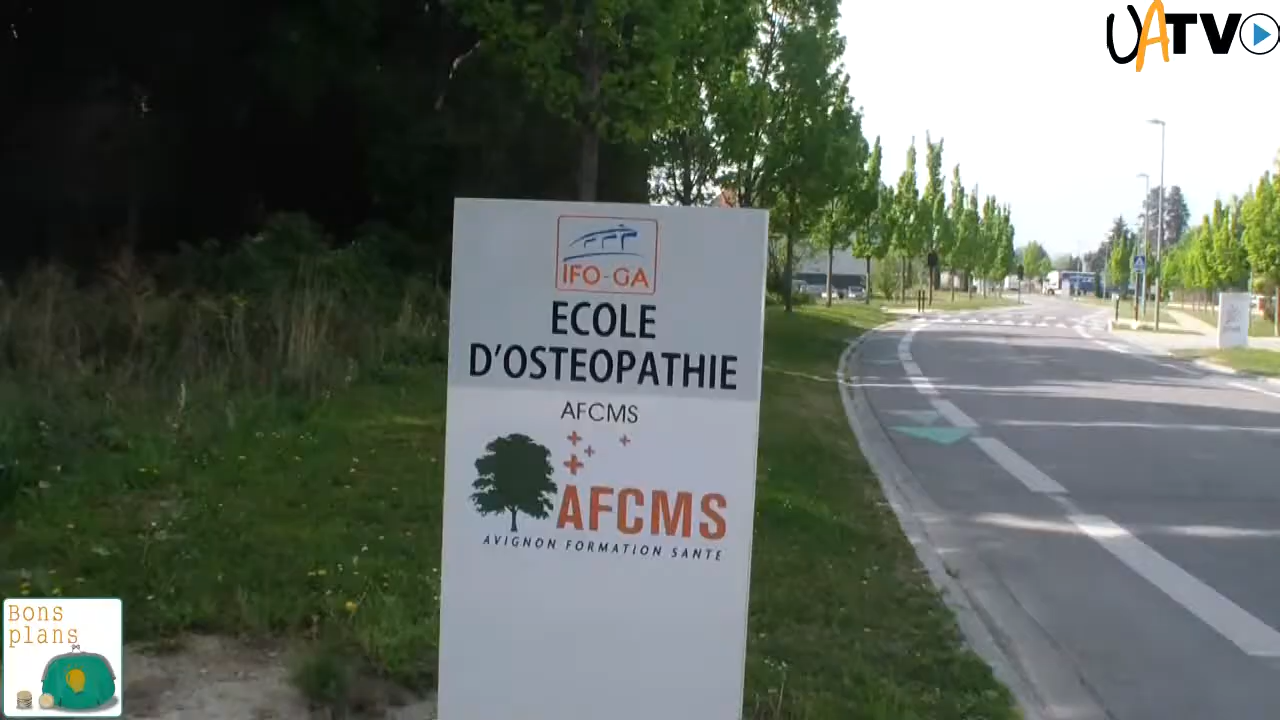 UATV
IFO-GA
ECOLE
D'OSTEOPATHIE
AFCMS
AFCMS
AVIGNON FORMATION SANTE
Bons
plans